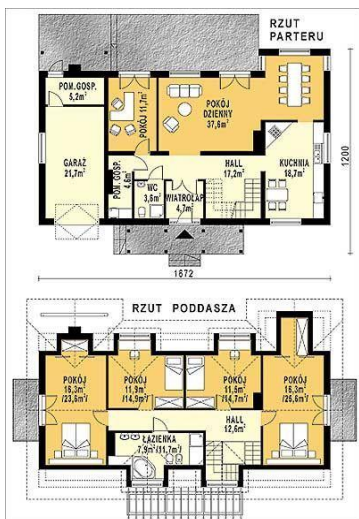 RZUT
PARTERU
POM.GOSP.
5,2m²
POKÓJ 11,7m²
POKÓJ
DZIENNY
37,6m²
GARAŻ
21,7m²
POM. GOSP.
4,6m²
WC
3,6m²
WIATROŁAP
4,7m²
HALL
17,2m²
KUCHNIA
18,7m²
1200
1672
RZUT PODDASZA
POKÓJ
16,3m²
/23,6m²
POKÓJ
11,9m²
/14,9m²
POKÓJ
11,5m²
/14,7m²
POKÓJ
16,3m²
/26,6m²
HALL
12,6m²
ŁAZIENKA
7,9m²/11,7m²